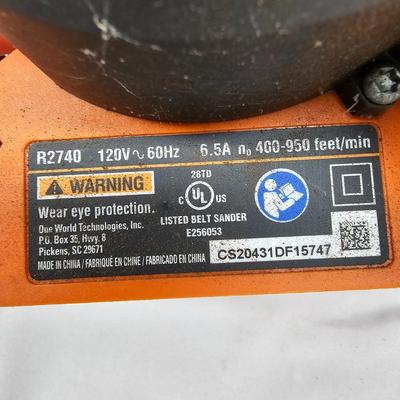 R2740 120V ~ 60Hz 6.5A n₀ 400-950 feet/min
WARNING
28TD
C UL US
Wear eye protection.
LISTED BELT SANDER
E256053
One World Technologies, Inc.
P.O. Box 35, Hwy. 8
Pickens, SC 29671
MADE IN CHINA / FABRIQUÉ EN CHINE / FABRICADO EN CHINA
CS20431DF15747